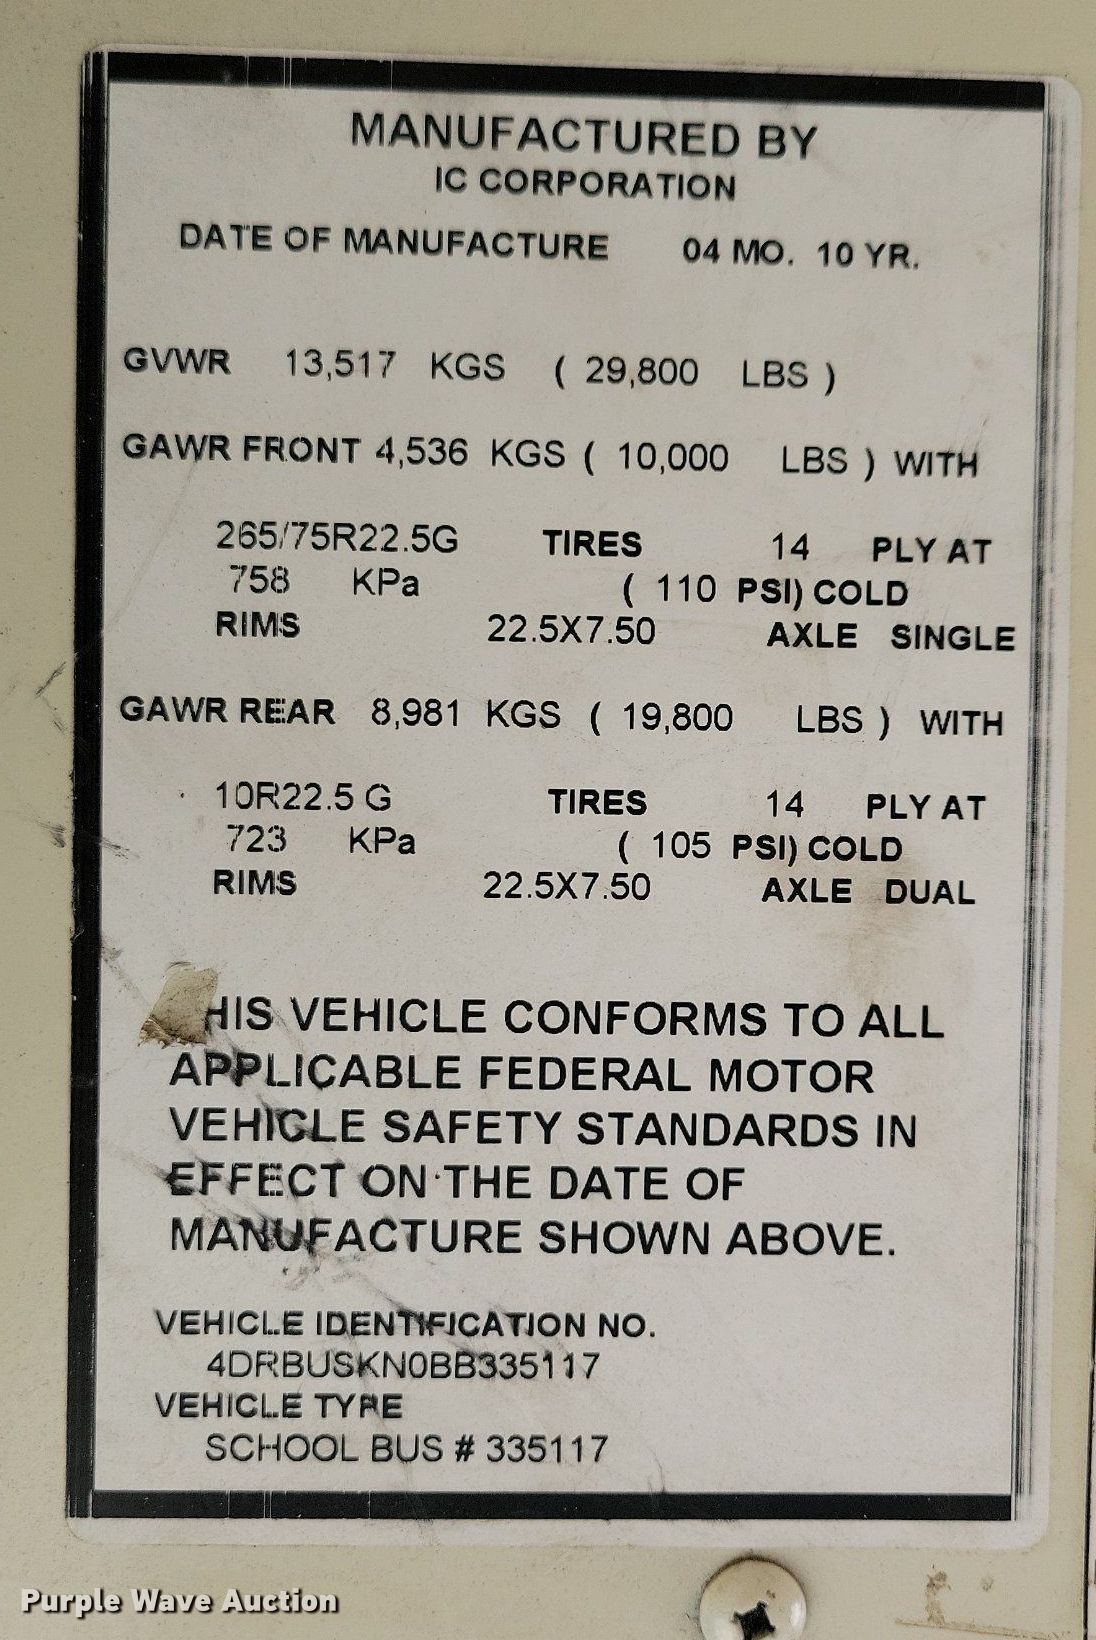 MANUFACTURED BY
IC CORPORATION
DATE OF MANUFACTURE 04 MO. 10 YR.
GVWR 13,517 KGS ( 29,800 LBS )
GAWR FRONT 4,536 KGS ( 10,000 LBS ) WITH
265/75R22.5G TIRES 14 PLY AT
758 KPa ( 110 PSI) COLD
RIMS 22.5X7.50 AXLE SINGLE
GAWR REAR 8,981 KGS ( 19,800 LBS ) WITH
10R22.5 G TIRES 14 PLY AT
723 KPa ( 105 PSI) COLD
RIMS 22.5X7.50 AXLE DUAL
HIS VEHICLE CONFORMS TO ALL
APPLICABLE FEDERAL MOTOR
VEHICLE SAFETY STANDARDS IN
EFFECT ON THE DATE OF
MANUFACTURE SHOWN ABOVE.
VEHICLE IDENTIFICATION NO.
4DRBUSKN0BB335117
VEHICLE TYPE
SCHOOL BUS # 335117
Purple Wave Auction